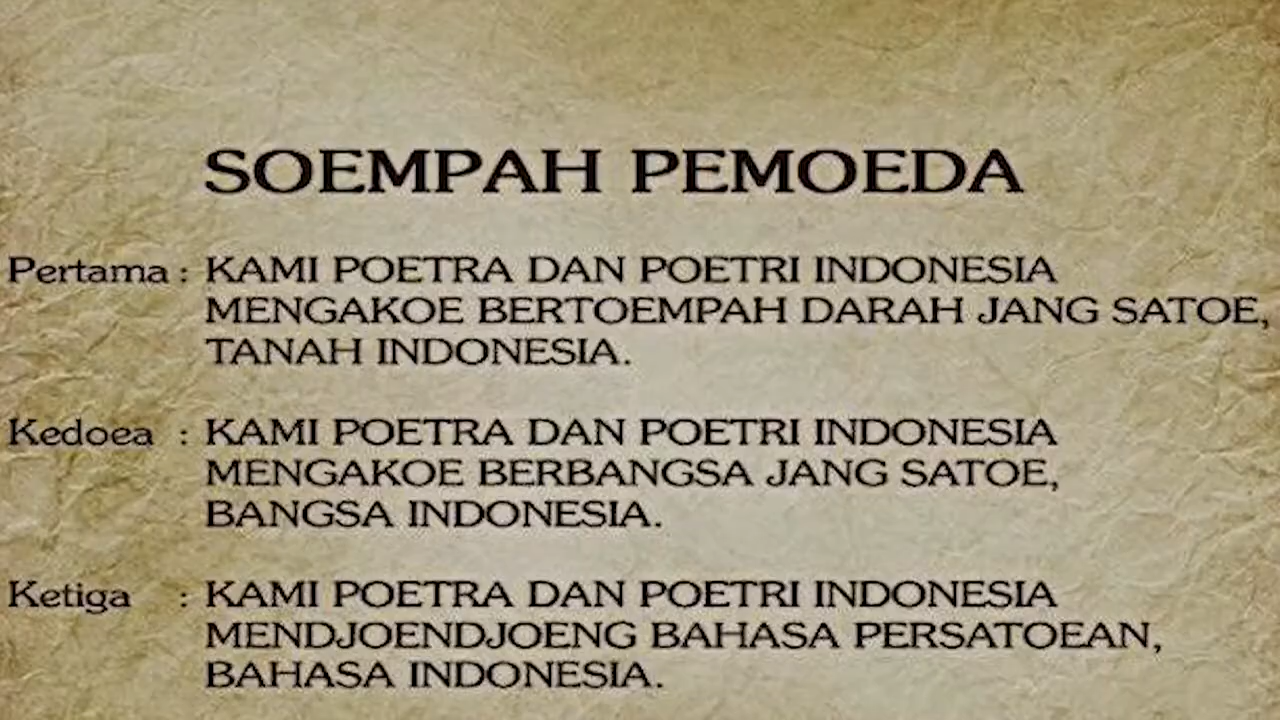 SOEMPAH PEMOEDA
Pertama : KAMI POETRA DAN POETRI INDONESIA
MENGAKOE BERTOEMPAH DARAH JANG SATOE,
TANAH INDONESIA.
Kedoea : KAMI POETRA DAN POETRI INDONESIA
MENGAKOE BERBANGSA JANG SATOE,
BANGSA INDONESIA.
Ketiga : KAMI POETRA DAN POETRI INDONESIA
MENDJOENDJOENG BAHASA PERSATOEAN,
BAHASA INDONESIA.